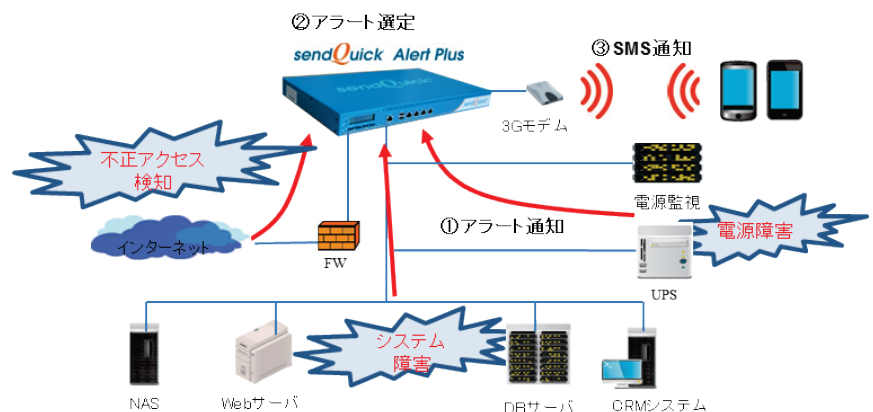 ②アラート選定
sendQuick Alert Plus
③SMS通知
sendQuick
3Gモデム
不正アクセス
検知
電源監視
インターネット
①アラート通知
電源障害
FW
UPS
システム
障害
NAS
Webサーバ
DBサーバ
CRMシステム